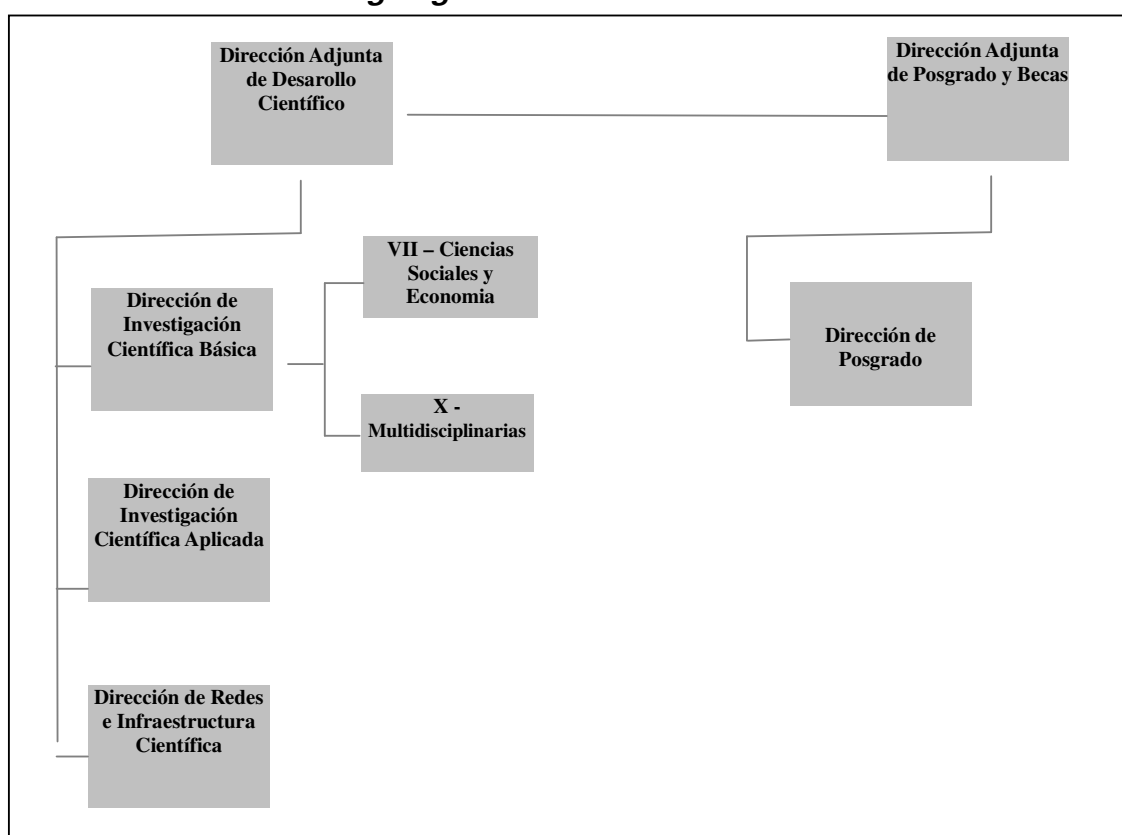 Dirección Adjunta
de Desarollo
Científico
Dirección Adjunta
de Posgrado y Becas
VII – Ciencias
Sociales y
Economia
Dirección de
Investigación
Científica Básica
Dirección de
Posgrado
X -
Multidisciplinarias
Dirección de
Investigación
Científica Aplicada
Dirección de Redes
e Infraestructura
Científica